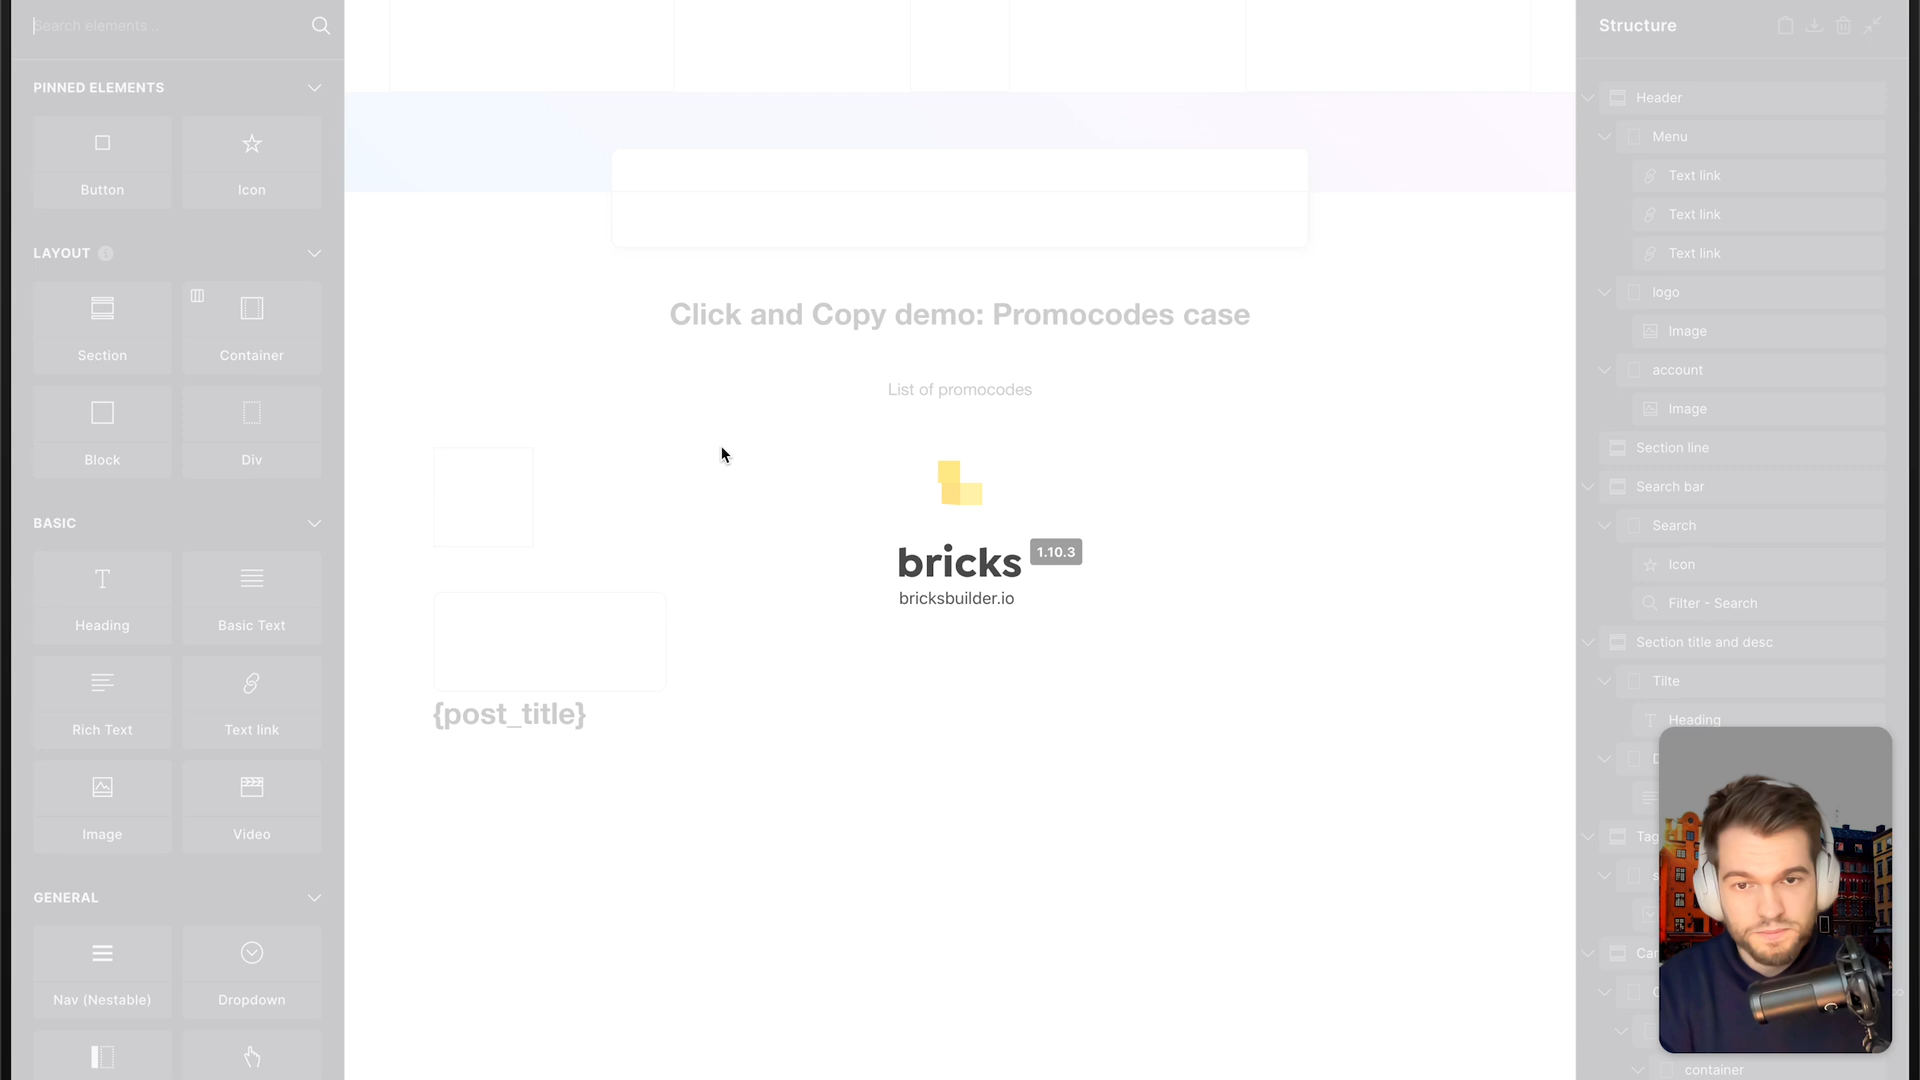 Search elements ..
PINNED ELEMENTS
Button
Icon
LAYOUT
Section
Container
Block
Div
BASIC
Heading
Basic Text
Rich Text
Text link
Image
Video
GENERAL
Nav (Nestable)
Dropdown
Click and Copy demo: Promocodes case
List of promocodes
bricks
1.10.3
bricksbuilder.io
{post_title}
Structure
Header
Menu
Text link
Text link
Text link
logo
Image
account
Image
Section line
Search bar
Search
Icon
Filter - Search
Section title and desc
Tilte
Heading
container